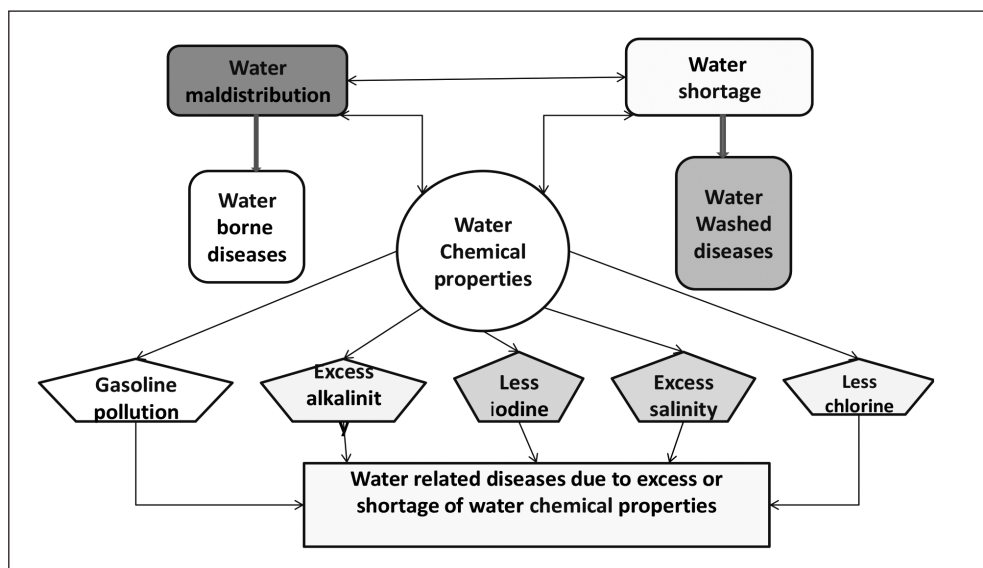 Water
maldistribution
Water
shortage
Water
borne
diseases
Water
Washed
diseases
Water
Chemical
properties
Gasoline
pollution
Excess
alkalinit
y
Less
iodine
Excess
salinity
Less
chlorine
Water related diseases due to excess or
shortage of water chemical properties